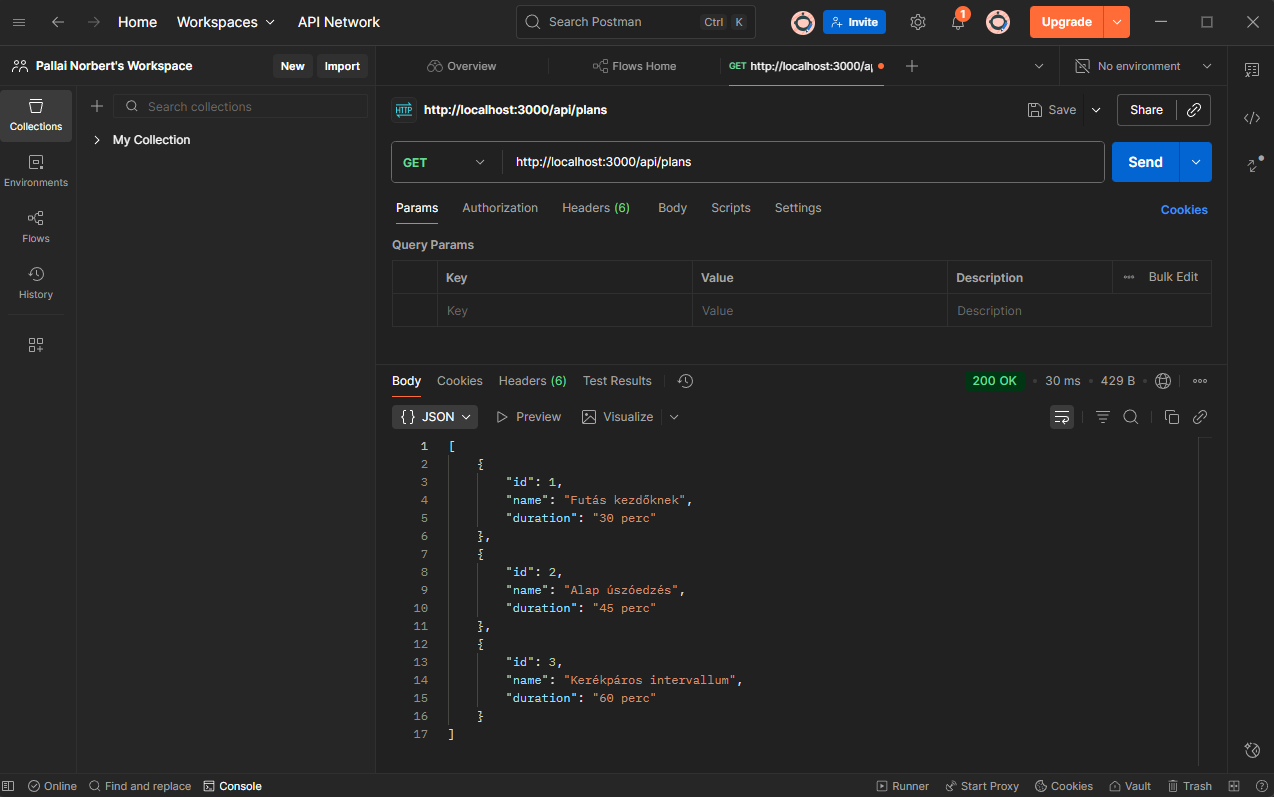 Home Workspaces API Network Search Postman Ctrl K Invite 1 Upgrade
Pallai Norbert's Workspace New Import Overview Flows Home GET http://localhost:3000/a No environment
Collections
Environments
Flows
History
Search collections
My Collection
HTTP http://localhost:3000/api/plans Save Share
GET http://localhost:3000/api/plans Send
Params Authorization Headers (6) Body Scripts Settings Cookies
Query Params
Key Value Description Bulk Edit
Key Value Description
Body Cookies Headers (6) Test Results 200 OK 30 ms 429 B
{} JSON Preview Visualize
1 [
2 {
3 "id": 1,
4 "name": "Futás kezdőknek",
5 "duration": "30 perc"
6 },
7 {
8 "id": 2,
9 "name": "Alap úszóedzés",
10 "duration": "45 perc"
11 },
12 {
13 "id": 3,
14 "name": "Kerékpáros intervallum",
15 "duration": "60 perc"
16 }
17 ]
Online Find and replace Console Runner Start Proxy Cookies Vault Trash